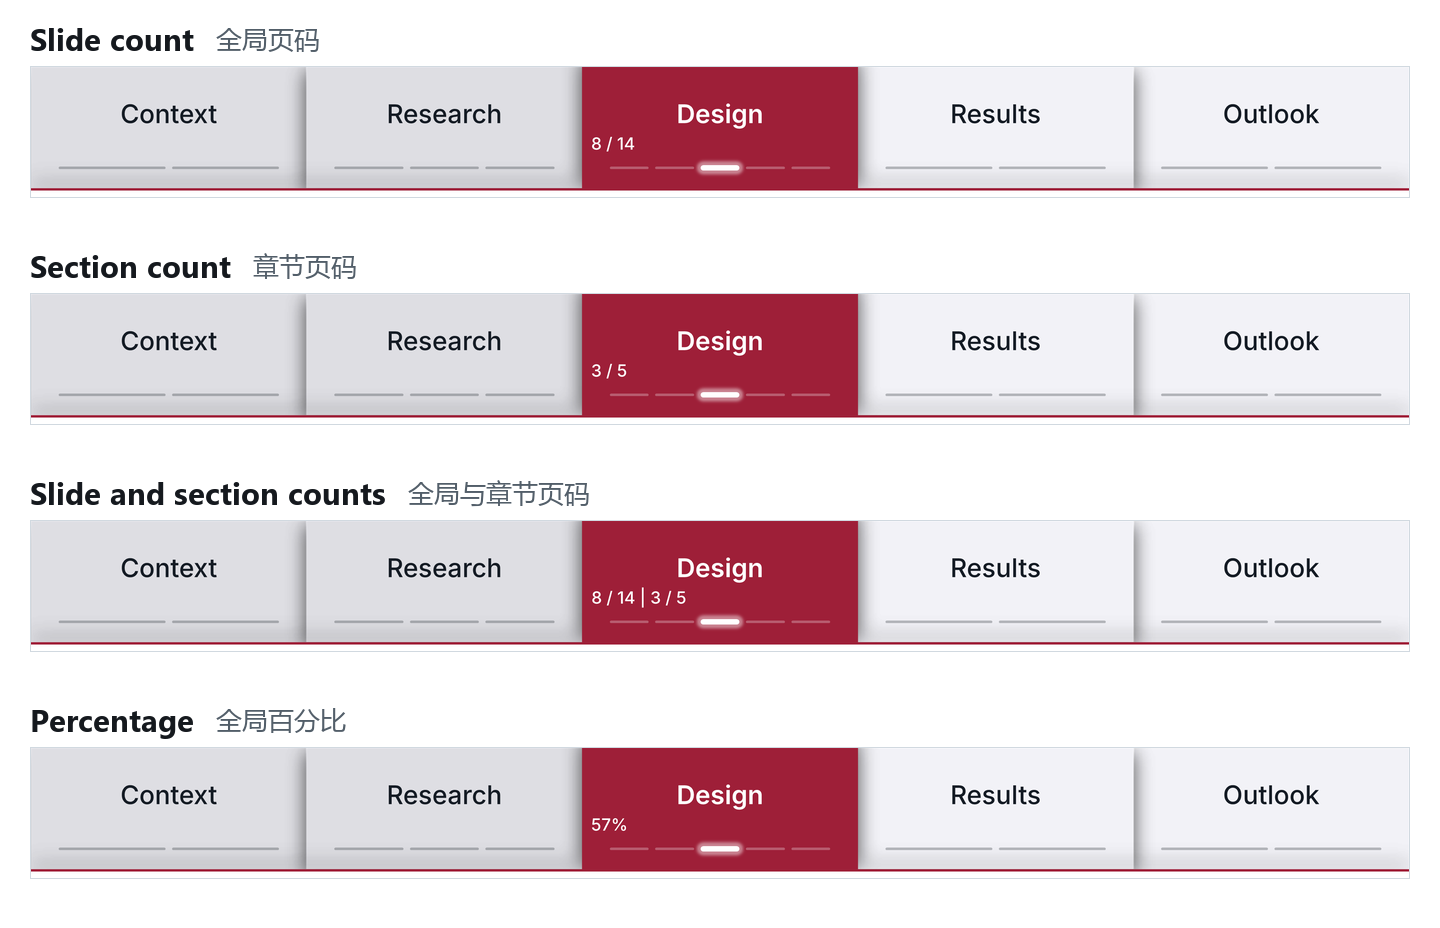 Slide count 全局页码
Context Research Design Results Outlook
8 / 14
Section count 章节页码
Context Research Design Results Outlook
3 / 5
Slide and section counts 全局与章节页码
Context Research Design Results Outlook
8 / 14 | 3 / 5
Percentage 全局百分比
Context Research Design Results Outlook
57%